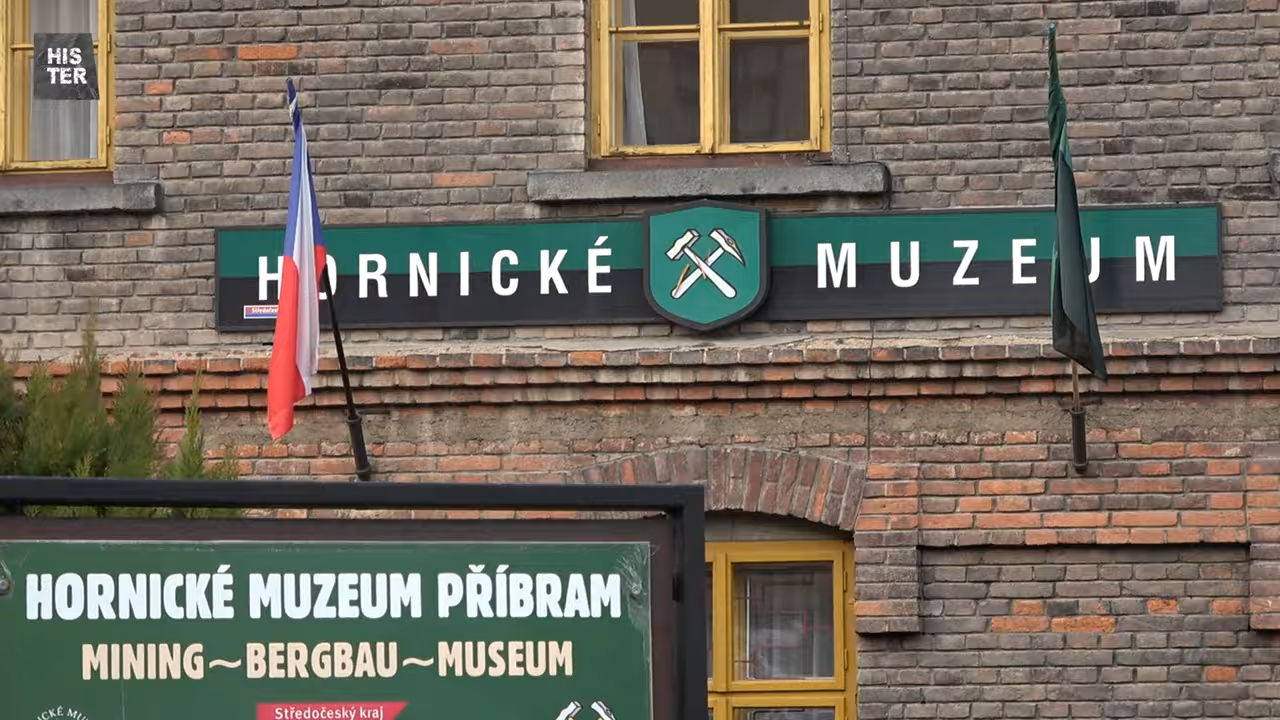 HIS
TER
HORNICKÉ MUZEUM
HORNICKÉ MUZEUM PŘÍBRAM
MINING~BERGBAU~MUSEUM
Středočeský kraj